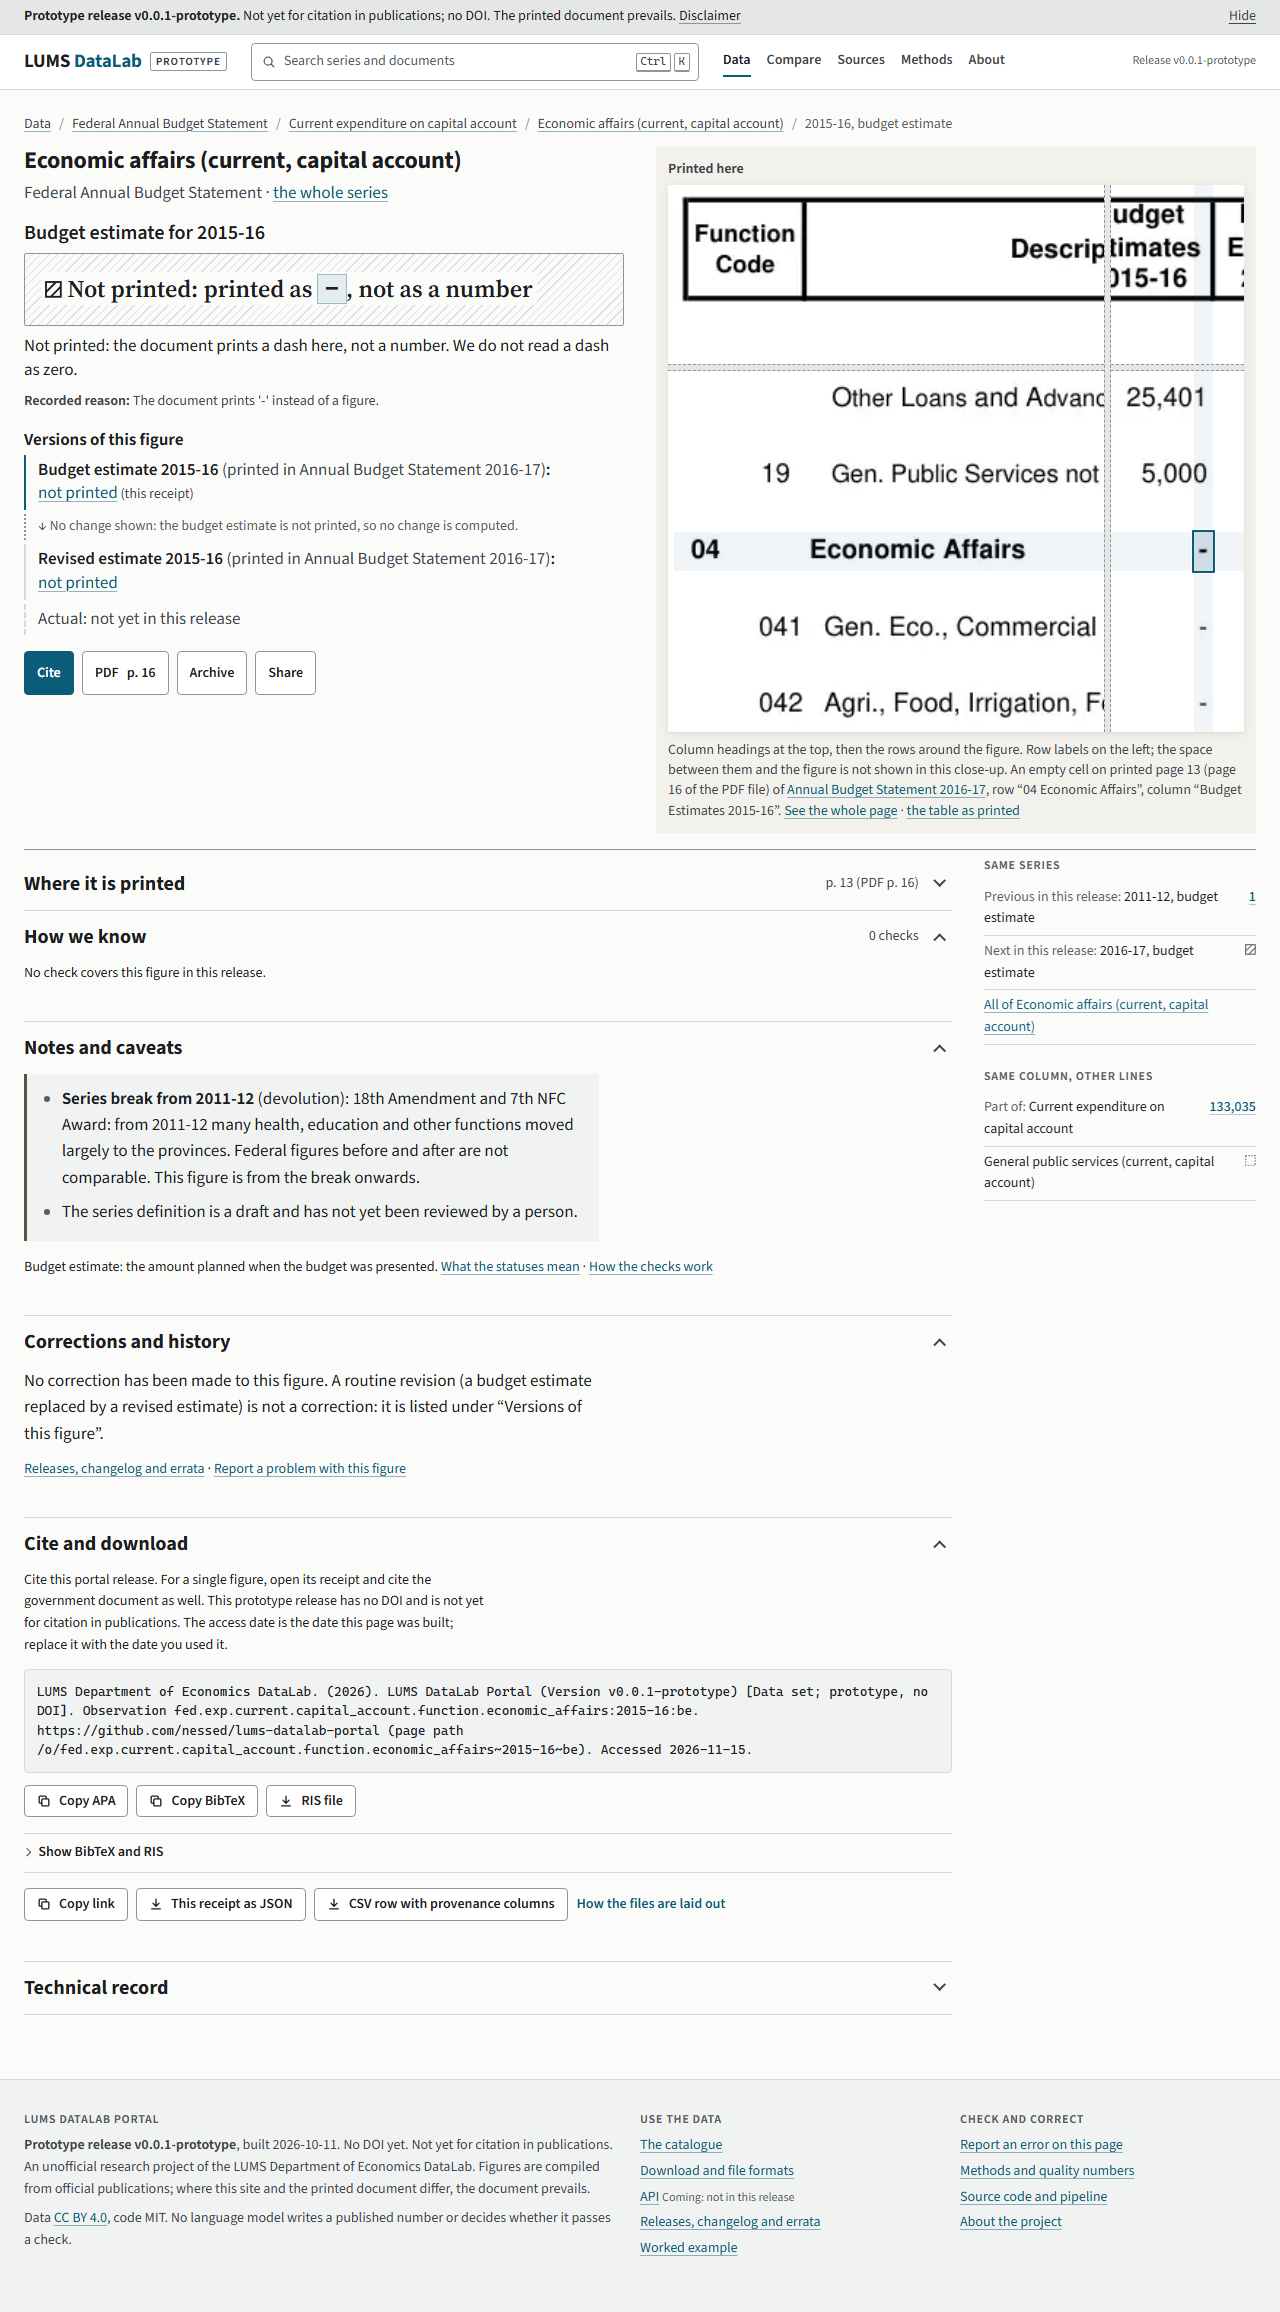 Prototype release v0.0.1-prototype. Not yet for citation in publications; no DOI. The printed document prevails. Disclaimer
Hide
LUMS DataLab PROTOTYPE
Search series and documents Ctrl K
Data Compare Sources Methods About
Release v0.0.1-prototype
Data / Federal Annual Budget Statement / Current expenditure on capital account / Economic affairs (current, capital account) / 2015-16, budget estimate
Economic affairs (current, capital account)
Federal Annual Budget Statement · the whole series
Budget estimate for 2015-16
Not printed: printed as -, not as a number
Not printed: the document prints a dash here, not a number. We do not read a dash
as zero.
Recorded reason: The document prints '-' instead of a figure.
Versions of this figure
Budget estimate 2015-16 (printed in Annual Budget Statement 2016-17):
not printed (this receipt)
↓ No change shown: the budget estimate is not printed, so no change is computed.
Revised estimate 2015-16 (printed in Annual Budget Statement 2016-17):
not printed
Actual: not yet in this release
Cite
PDF p. 16
Archive
Share
Printed here
Function
Code
Descrip
udget
timates
015-16
E
Other Loans and Advanc 25,401
19 Gen. Public Services not 5,000
04 Economic Affairs -
041 Gen. Eco., Commercial -
042 Agri., Food, Irrigation, Fo -
Column headings at the top, then the rows around the figure. Row labels on the left; the space
between them and the figure is not shown in this close-up. An empty cell on printed page 13 (page
16 of the PDF file) of Annual Budget Statement 2016-17, row “04 Economic Affairs”, column “Budget
Estimates 2015-16”. See the whole page · the table as printed
Where it is printed
p. 13 (PDF p. 16)
How we know
0 checks
No check covers this figure in this release.
Notes and caveats
• Series break from 2011-12 (devolution): 18th Amendment and 7th NFC
Award: from 2011-12 many health, education and other functions moved
largely to the provinces. Federal figures before and after are not
comparable. This figure is from the break onwards.
• The series definition is a draft and has not yet been reviewed by a person.
Budget estimate: the amount planned when the budget was presented. What the statuses mean · How the checks work
Corrections and history
No correction has been made to this figure. A routine revision (a budget estimate
replaced by a revised estimate) is not a correction: it is listed under “Versions of
this figure”.
Releases, changelog and errata · Report a problem with this figure
Cite and download
Cite this portal release. For a single figure, open its receipt and cite the
government document as well. This prototype release has no DOI and is not yet
for citation in publications. The access date is the date this page was built;
replace it with the date you used it.
LUMS Department of Economics DataLab. (2026). LUMS DataLab Portal (Version v0.0.1-prototype) [Data set; prototype, no
DOI]. Observation fed.exp.current.capital_account.function.economic_affairs:2015-16:be.
https://github.com/nessed/lums-datalab-portal (page path
/o/fed.exp.current.capital_account.function.economic_affairs~2015-16~be). Accessed 2026-11-15.
Copy APA
Copy BibTeX
RIS file
Show BibTeX and RIS
Copy link
This receipt as JSON
CSV row with provenance columns
How the files are laid out
Technical record
SAME SERIES
Previous in this release: 2011-12, budget
estimate
1
Next in this release: 2016-17, budget
estimate
All of Economic affairs (current, capital
account)
SAME COLUMN, OTHER LINES
Part of: Current expenditure on
capital account
133,035
General public services (current, capital
account)
LUMS DATALAB PORTAL
Prototype release v0.0.1-prototype, built 2026-10-11. No DOI yet. Not yet for citation in publications.
An unofficial research project of the LUMS Department of Economics DataLab. Figures are compiled
from official publications; where this site and the printed document differ, the document prevails.
Data CC BY 4.0, code MIT. No language model writes a published number or decides whether it passes
a check.
USE THE DATA
The catalogue
Download and file formats
API Coming: not in this release
Releases, changelog and errata
Worked example
CHECK AND CORRECT
Report an error on this page
Methods and quality numbers
Source code and pipeline
About the project